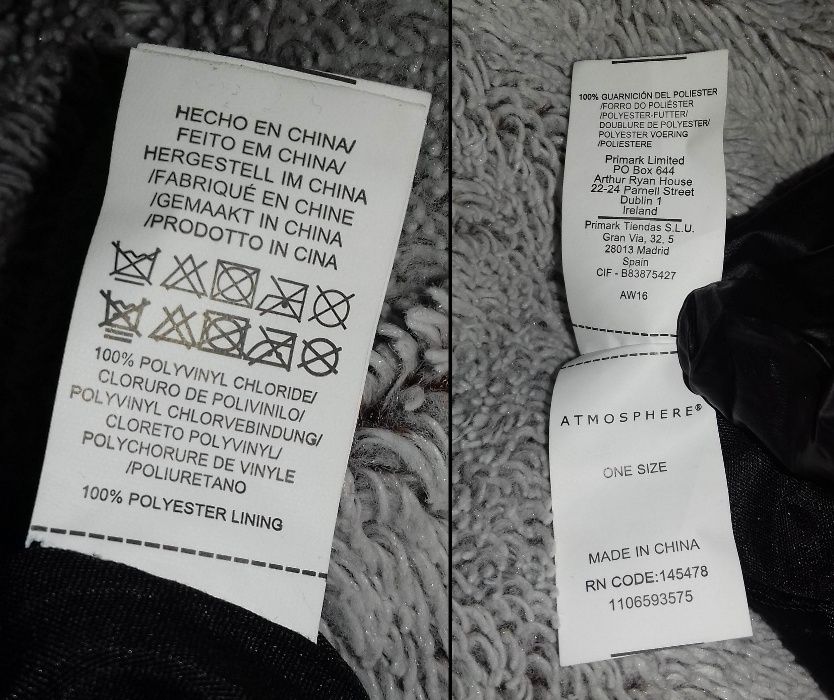 HECHO EN CHINA/
FEITO EM CHINA/
HERGESTELL IM CHINA
/FABRIQUÉ EN CHINE
/GEMAAKT IN CHINA
/PRODOTTO IN CINA
100% POLYVINYL CHLORIDE/
CLORURO DE POLIVINILO/
POLYVINYL CHLORVEBINDUNG/
CLORETO POLYVINYL/
POLYCHORURE DE VINYLE
/POLIURETANO
100% POLYESTER LINING
100% GUARNICIÓN DEL POLIESTER
/FORRO DO POLIÉSTER
/POLYESTER-FUTTER/
DOUBLURE DE POLYESTER/
POLYESTER VOERING
/POLIESTERE
Primark Limited
PO Box 644
Arthur Ryan House
22-24 Parnell Street
Dublin 1
Ireland
Primark Tiendas S.L.U.
Gran Via, 32, 5
28013 Madrid
Spain
CIF - B83875427
AW16
ATMOSPHERE®
ONE SIZE
MADE IN CHINA
RN CODE:145478
1106593575